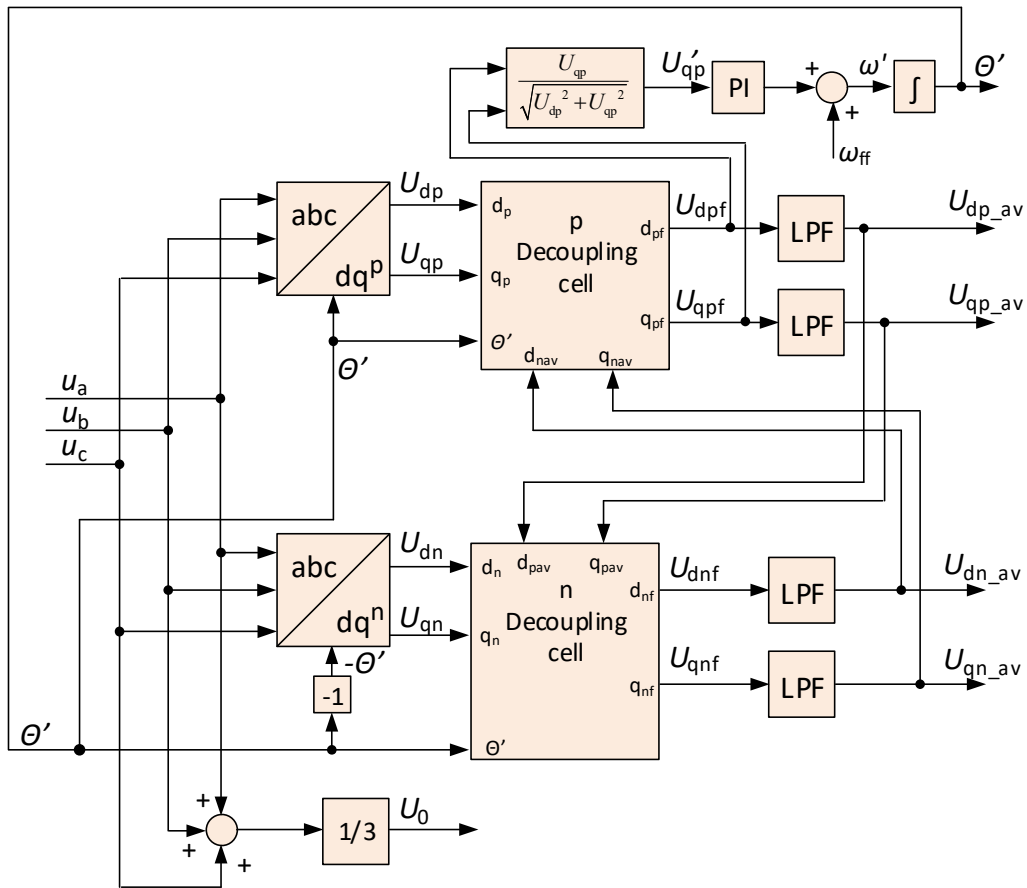 U_qp
√(U_dp² + U_qp²)
U'_qp
PI
+
ω'
∫
Θ'
+
ω_ff
abc
dq^p
U_dp
U_qp
d_p
q_p
Θ'
p
Decoupling
cell
d_pf
q_pf
d_nav
q_nav
U_dpf
U_qpf
LPF
LPF
U_dp_av
U_qp_av
Θ'
u_a
u_b
u_c
abc
dq^n
U_dn
U_qn
d_n
q_n
d_pav
q_pav
n
Decoupling
cell
d_nf
q_nf
Θ'
U_dnf
U_qnf
LPF
LPF
U_dn_av
U_qn_av
-Θ'
-1
Θ'
+
+
+
1/3
U_0